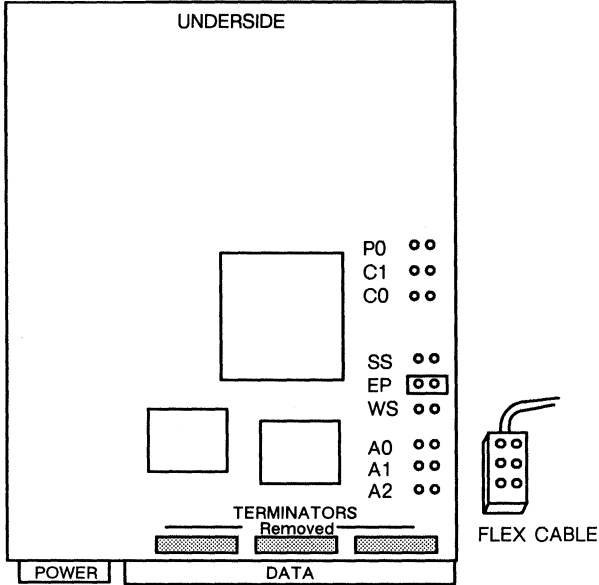 UNDERSIDE
P0
C1
C0
SS
EP
WS
A0
A1
A2
TERMINATORS
Removed
FLEX CABLE
POWER
DATA